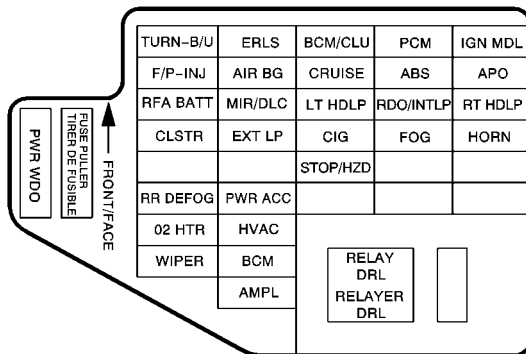 TURN-B/U ERLS BCM/CLU PCM IGN MDL
F/P-INJ AIR BG CRUISE ABS APO
RFA BATT MIR/DLC LT HDLP RDO/INTLP RT HDLP
CLSTR EXT LP CIG FOG HORN
STOP/HZD
RR DEFOG PWR ACC
02 HTR HVAC
WIPER BCM
AMPL
PWR WDO
FUSE PULLER
TIRER DE FUSIBLE
FRONT/FACE
RELAY
DRL
RELAYER
DRL